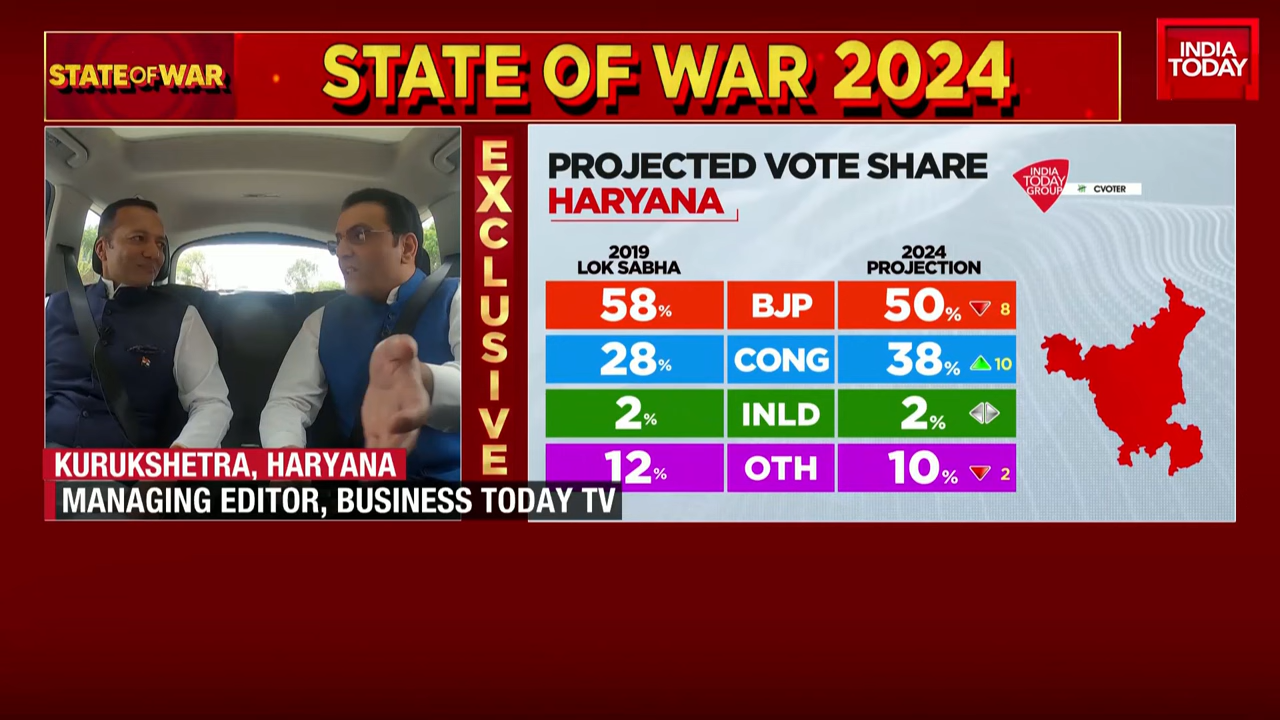 STATE OF WAR
STATE OF WAR 2024
INDIA
TODAY
EXCLUSIVE
PROJECTED VOTE SHARE
HARYANA
INDIA
TODAY
GROUP
CVOTER
2019
LOK SABHA
2024
PROJECTION
58% BJP 50% 8
28% CONG 38% 10
2% INLD 2%
12% OTH 10% 2
KURUKSHETRA, HARYANA
MANAGING EDITOR, BUSINESS TODAY TV